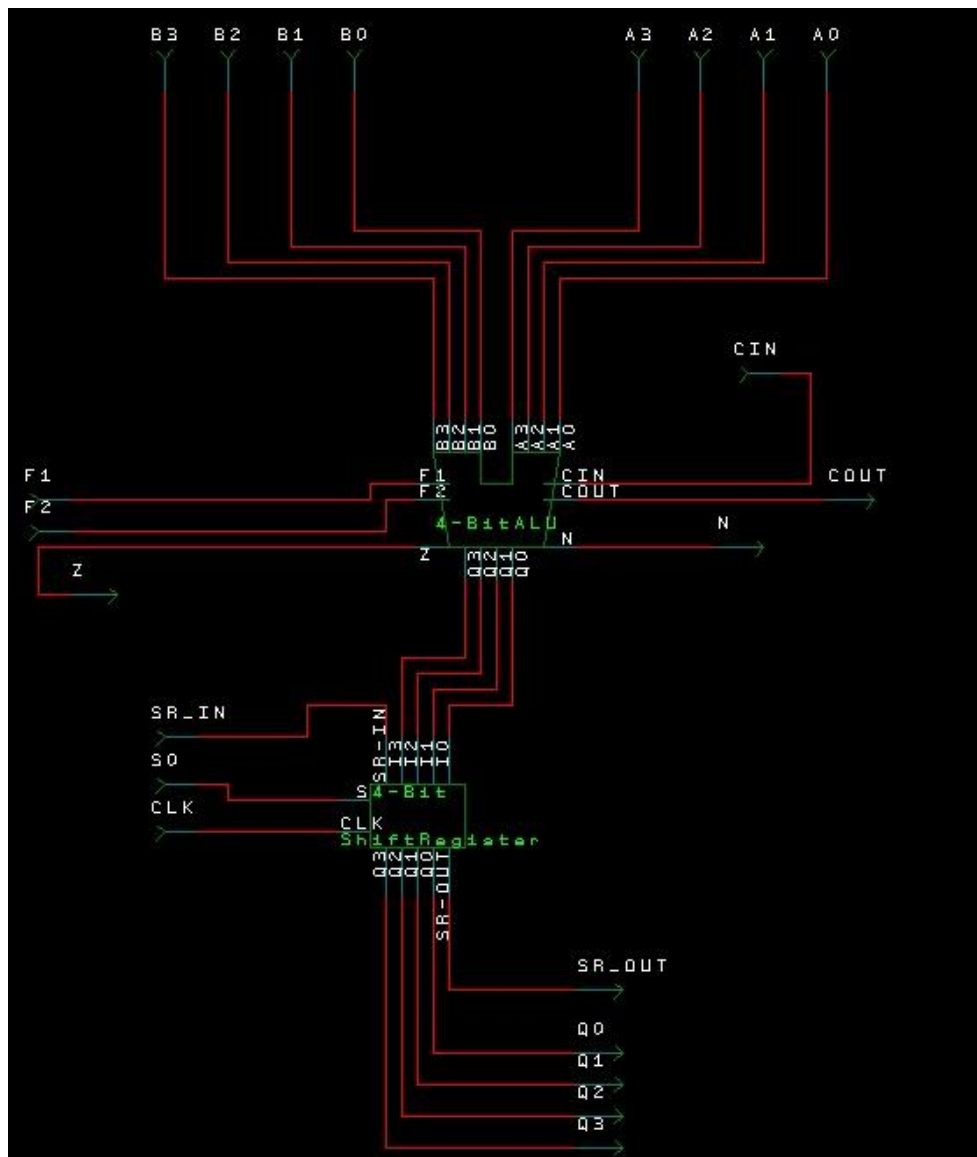 B3 B2 B1 B0 A3 A2 A1 A0
CIN
B3 B2 B1 B0 A3 A2 A1 A0
F1 F1 CIN COUT
F2 F2 COUT
4-BitALU N N
Z Z
Q3 Q2 Q1 Q0
SR_IN SR-IN I3 I2 I1 I0
S0 S 4-Bit
CLK CLK
ShiftRegister
Q3 Q2 Q1 Q0 SR-OUT
SR_OUT
Q0
Q1
Q2
Q3